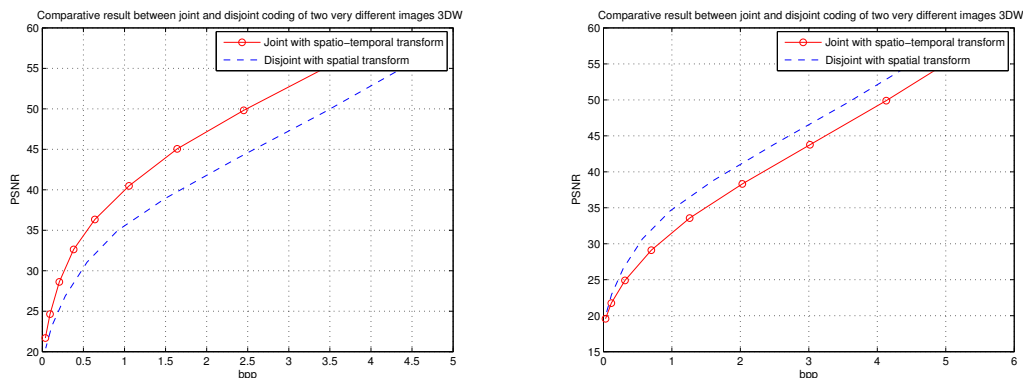 Comparative result between joint and disjoint coding of two very different images 3DW
60
55
50
45
40
35
30
25
20
PSNR
0 0.5 1 1.5 2 2.5 3 3.5 4 4.5 5
bpp
Joint with spatio-temporal transform
Disjoint with spatial transform
Comparative result between joint and disjoint coding of two very different images 3DW
60
55
50
45
40
35
30
25
20
15
PSNR
0 1 2 3 4 5 6
bpp
Joint with spatio-temporal transform
Disjoint with spatial transform